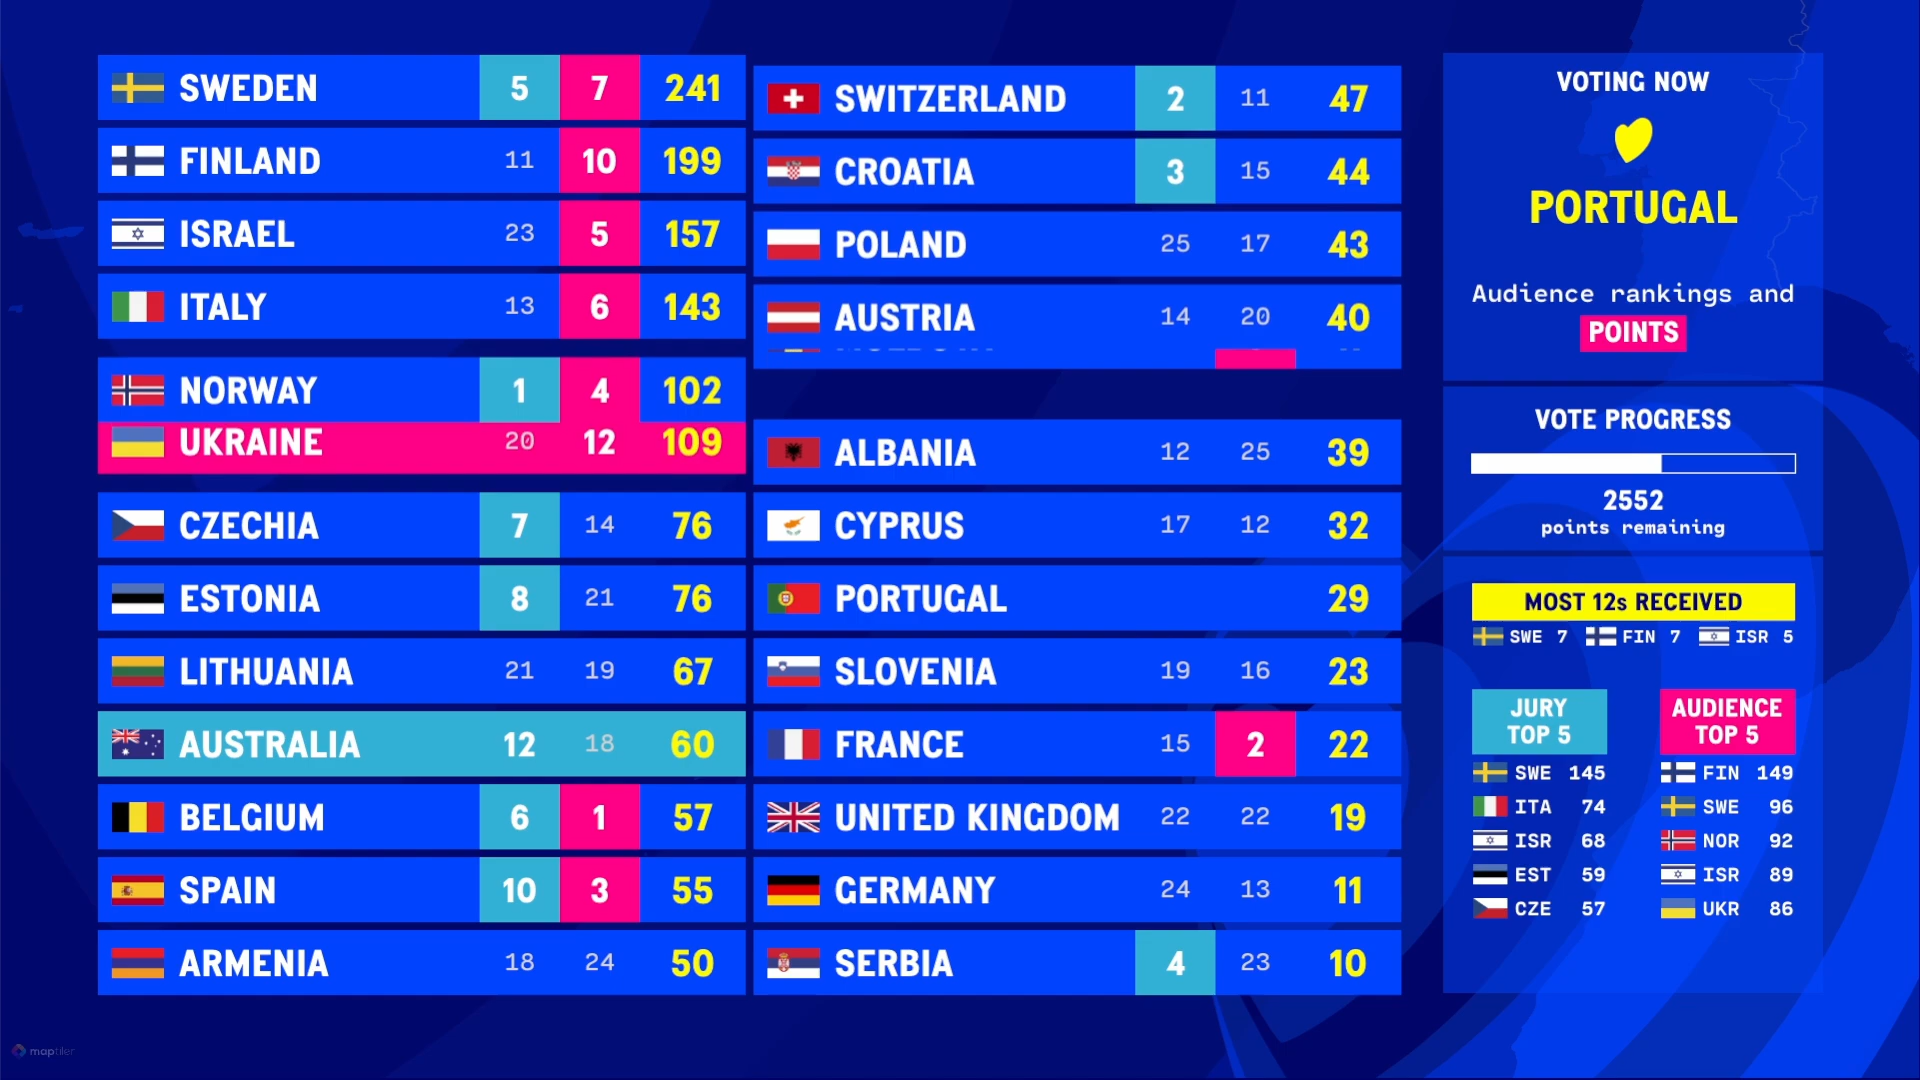 SWEDEN 5 7 241
FINLAND 11 10 199
ISRAEL 23 5 157
ITALY 13 6 143
NORWAY 1 4 102
UKRAINE 20 12 109
CZECHIA 7 14 76
ESTONIA 8 21 76
LITHUANIA 21 19 67
AUSTRALIA 12 18 60
BELGIUM 6 1 57
SPAIN 10 3 55
ARMENIA 18 24 50
SWITZERLAND 2 11 47
CROATIA 3 15 44
POLAND 25 17 43
AUSTRIA 14 20 40
ALBANIA 12 25 39
CYPRUS 17 12 32
PORTUGAL 29
SLOVENIA 19 16 23
FRANCE 15 2 22
UNITED KINGDOM 22 22 19
GERMANY 24 13 11
SERBIA 4 23 10
VOTING NOW
PORTUGAL
Audience rankings and
POINTS
VOTE PROGRESS
2552
points remaining
MOST 12s RECEIVED
SWE 7 FIN 7 ISR 5
JURY
TOP 5
SWE 145
ITA 74
ISR 68
EST 59
CZE 57
AUDIENCE
TOP 5
FIN 149
SWE 96
NOR 92
ISR 89
UKR 86
maptiler